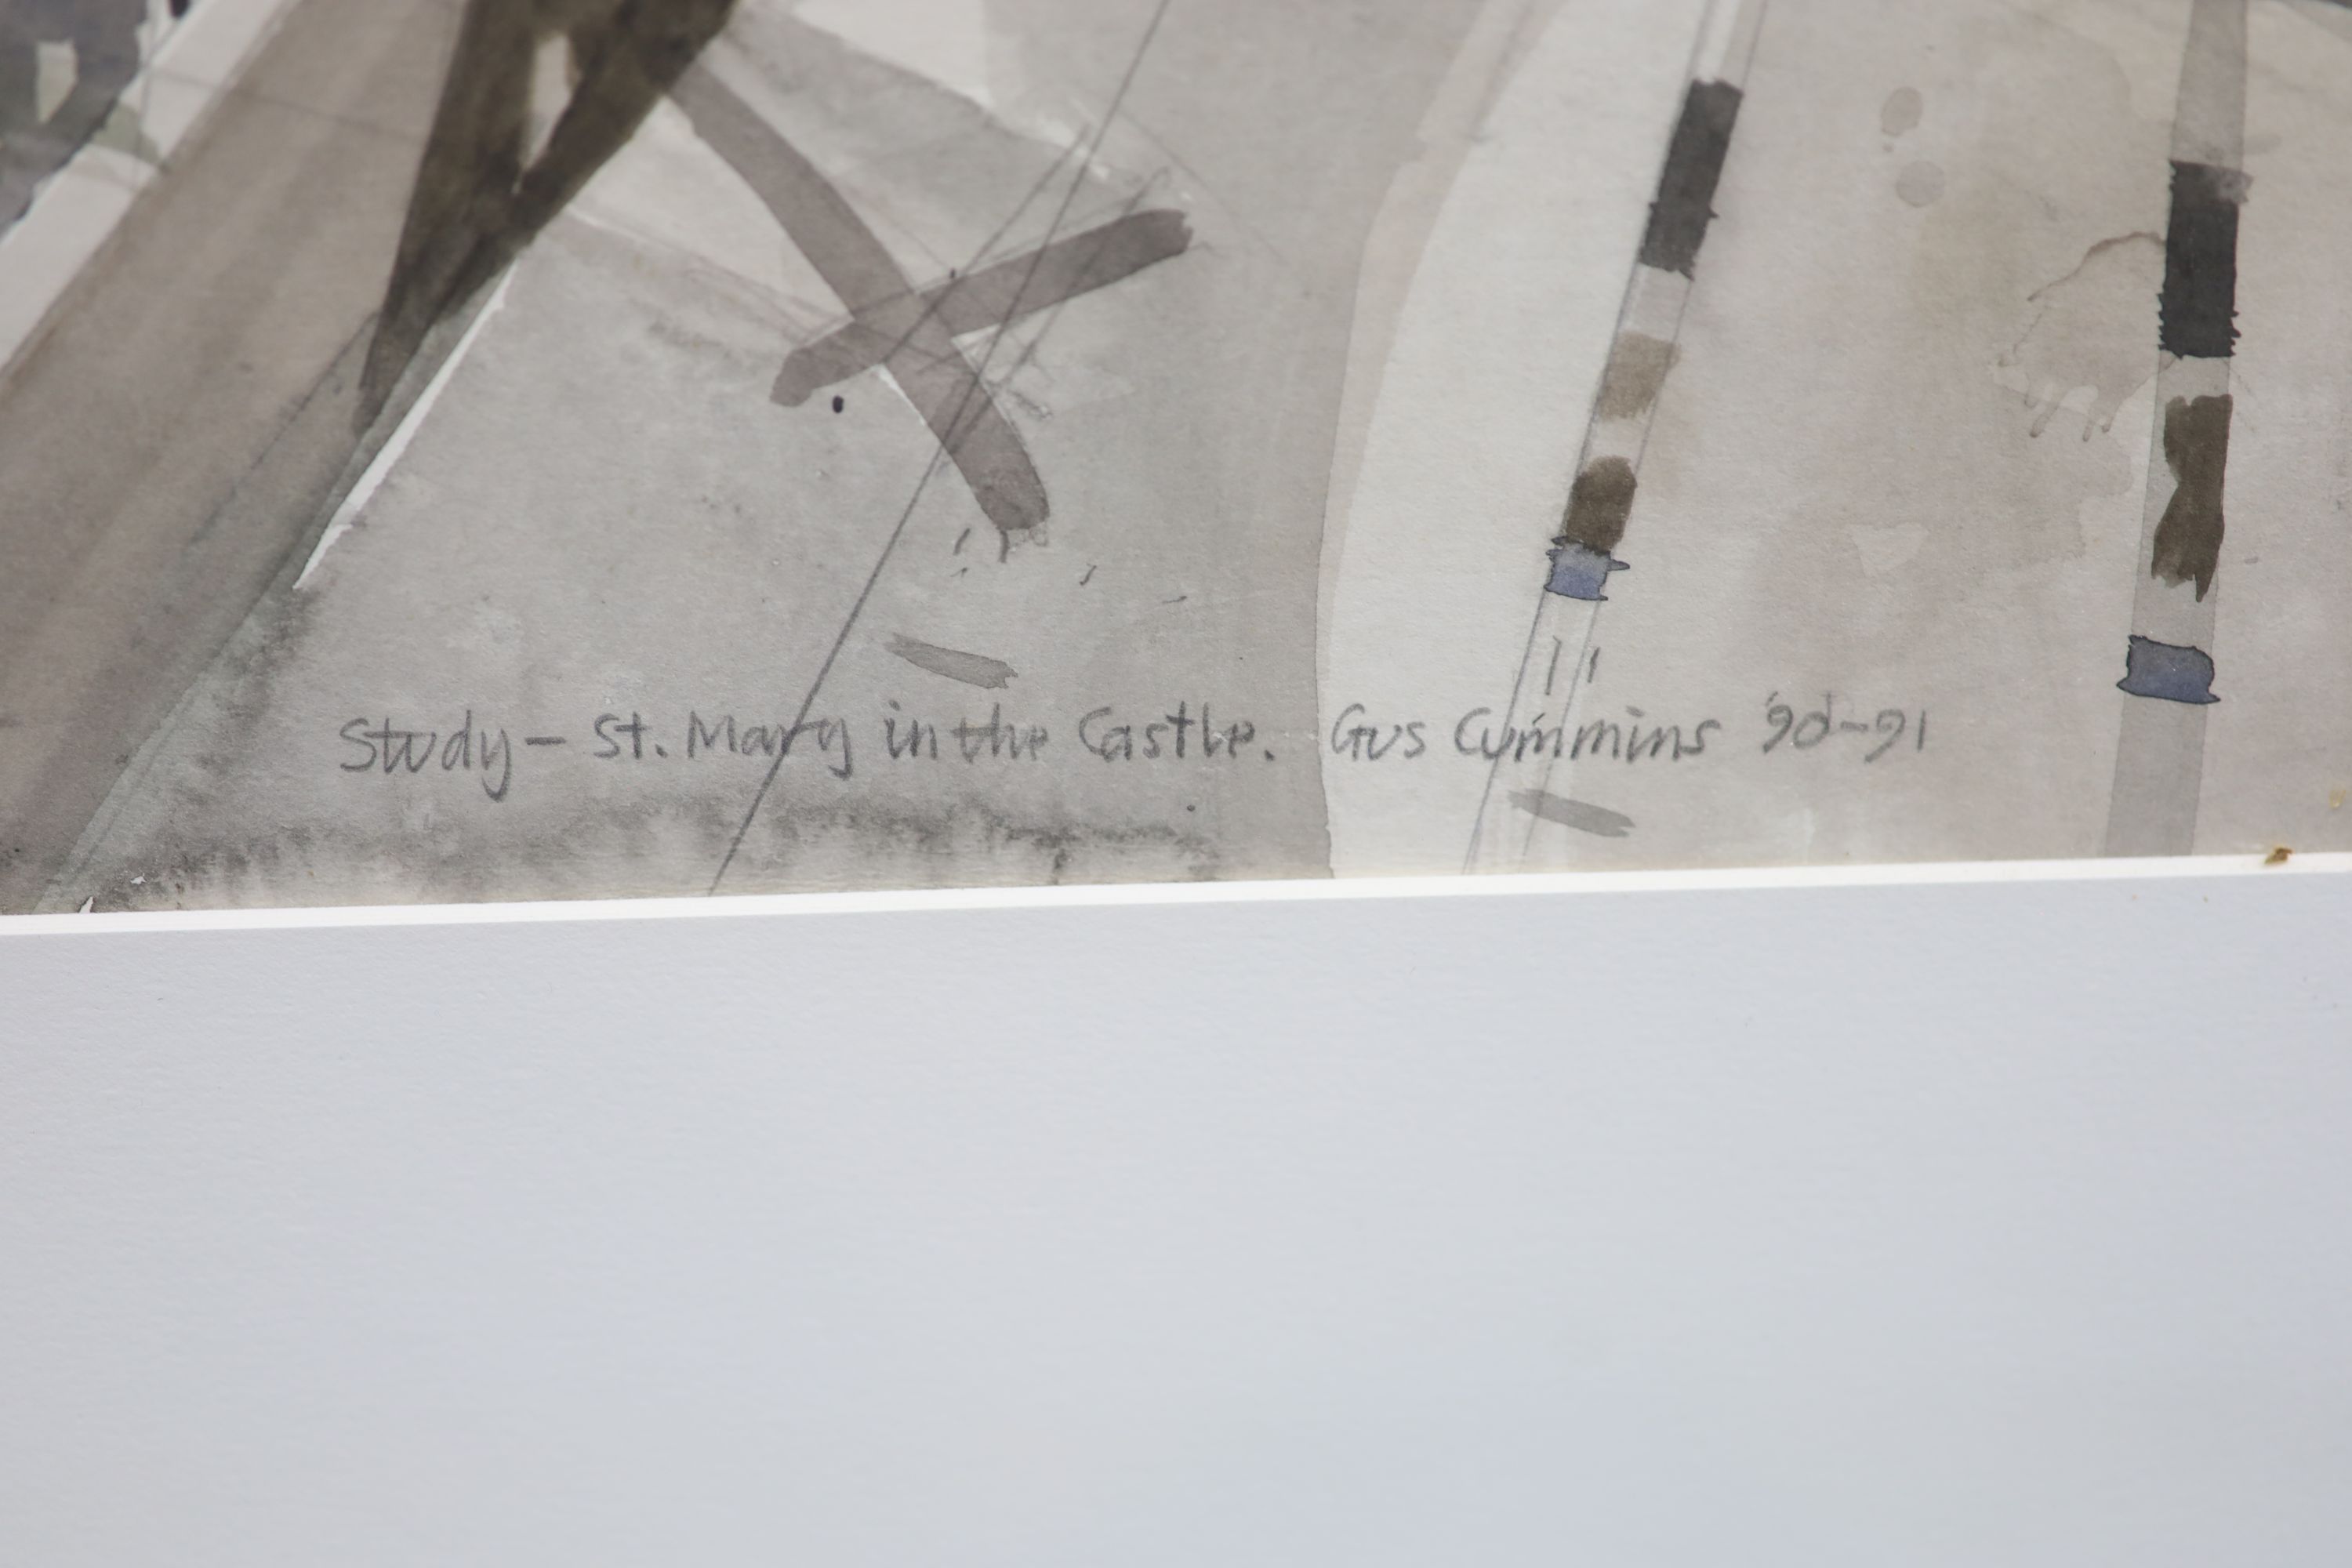 Study – St. Mary in the Castle. Gus Cummins '90–91